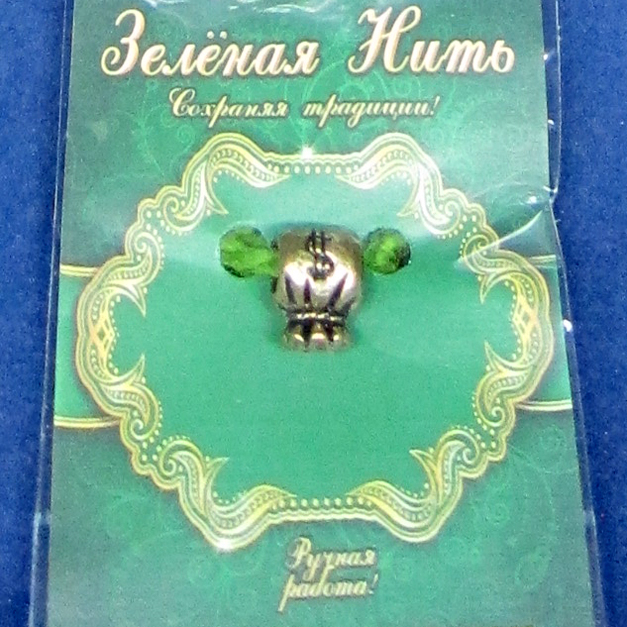 Зелёная Нить
Сохраняя традиции!
$
Ручная
работа!